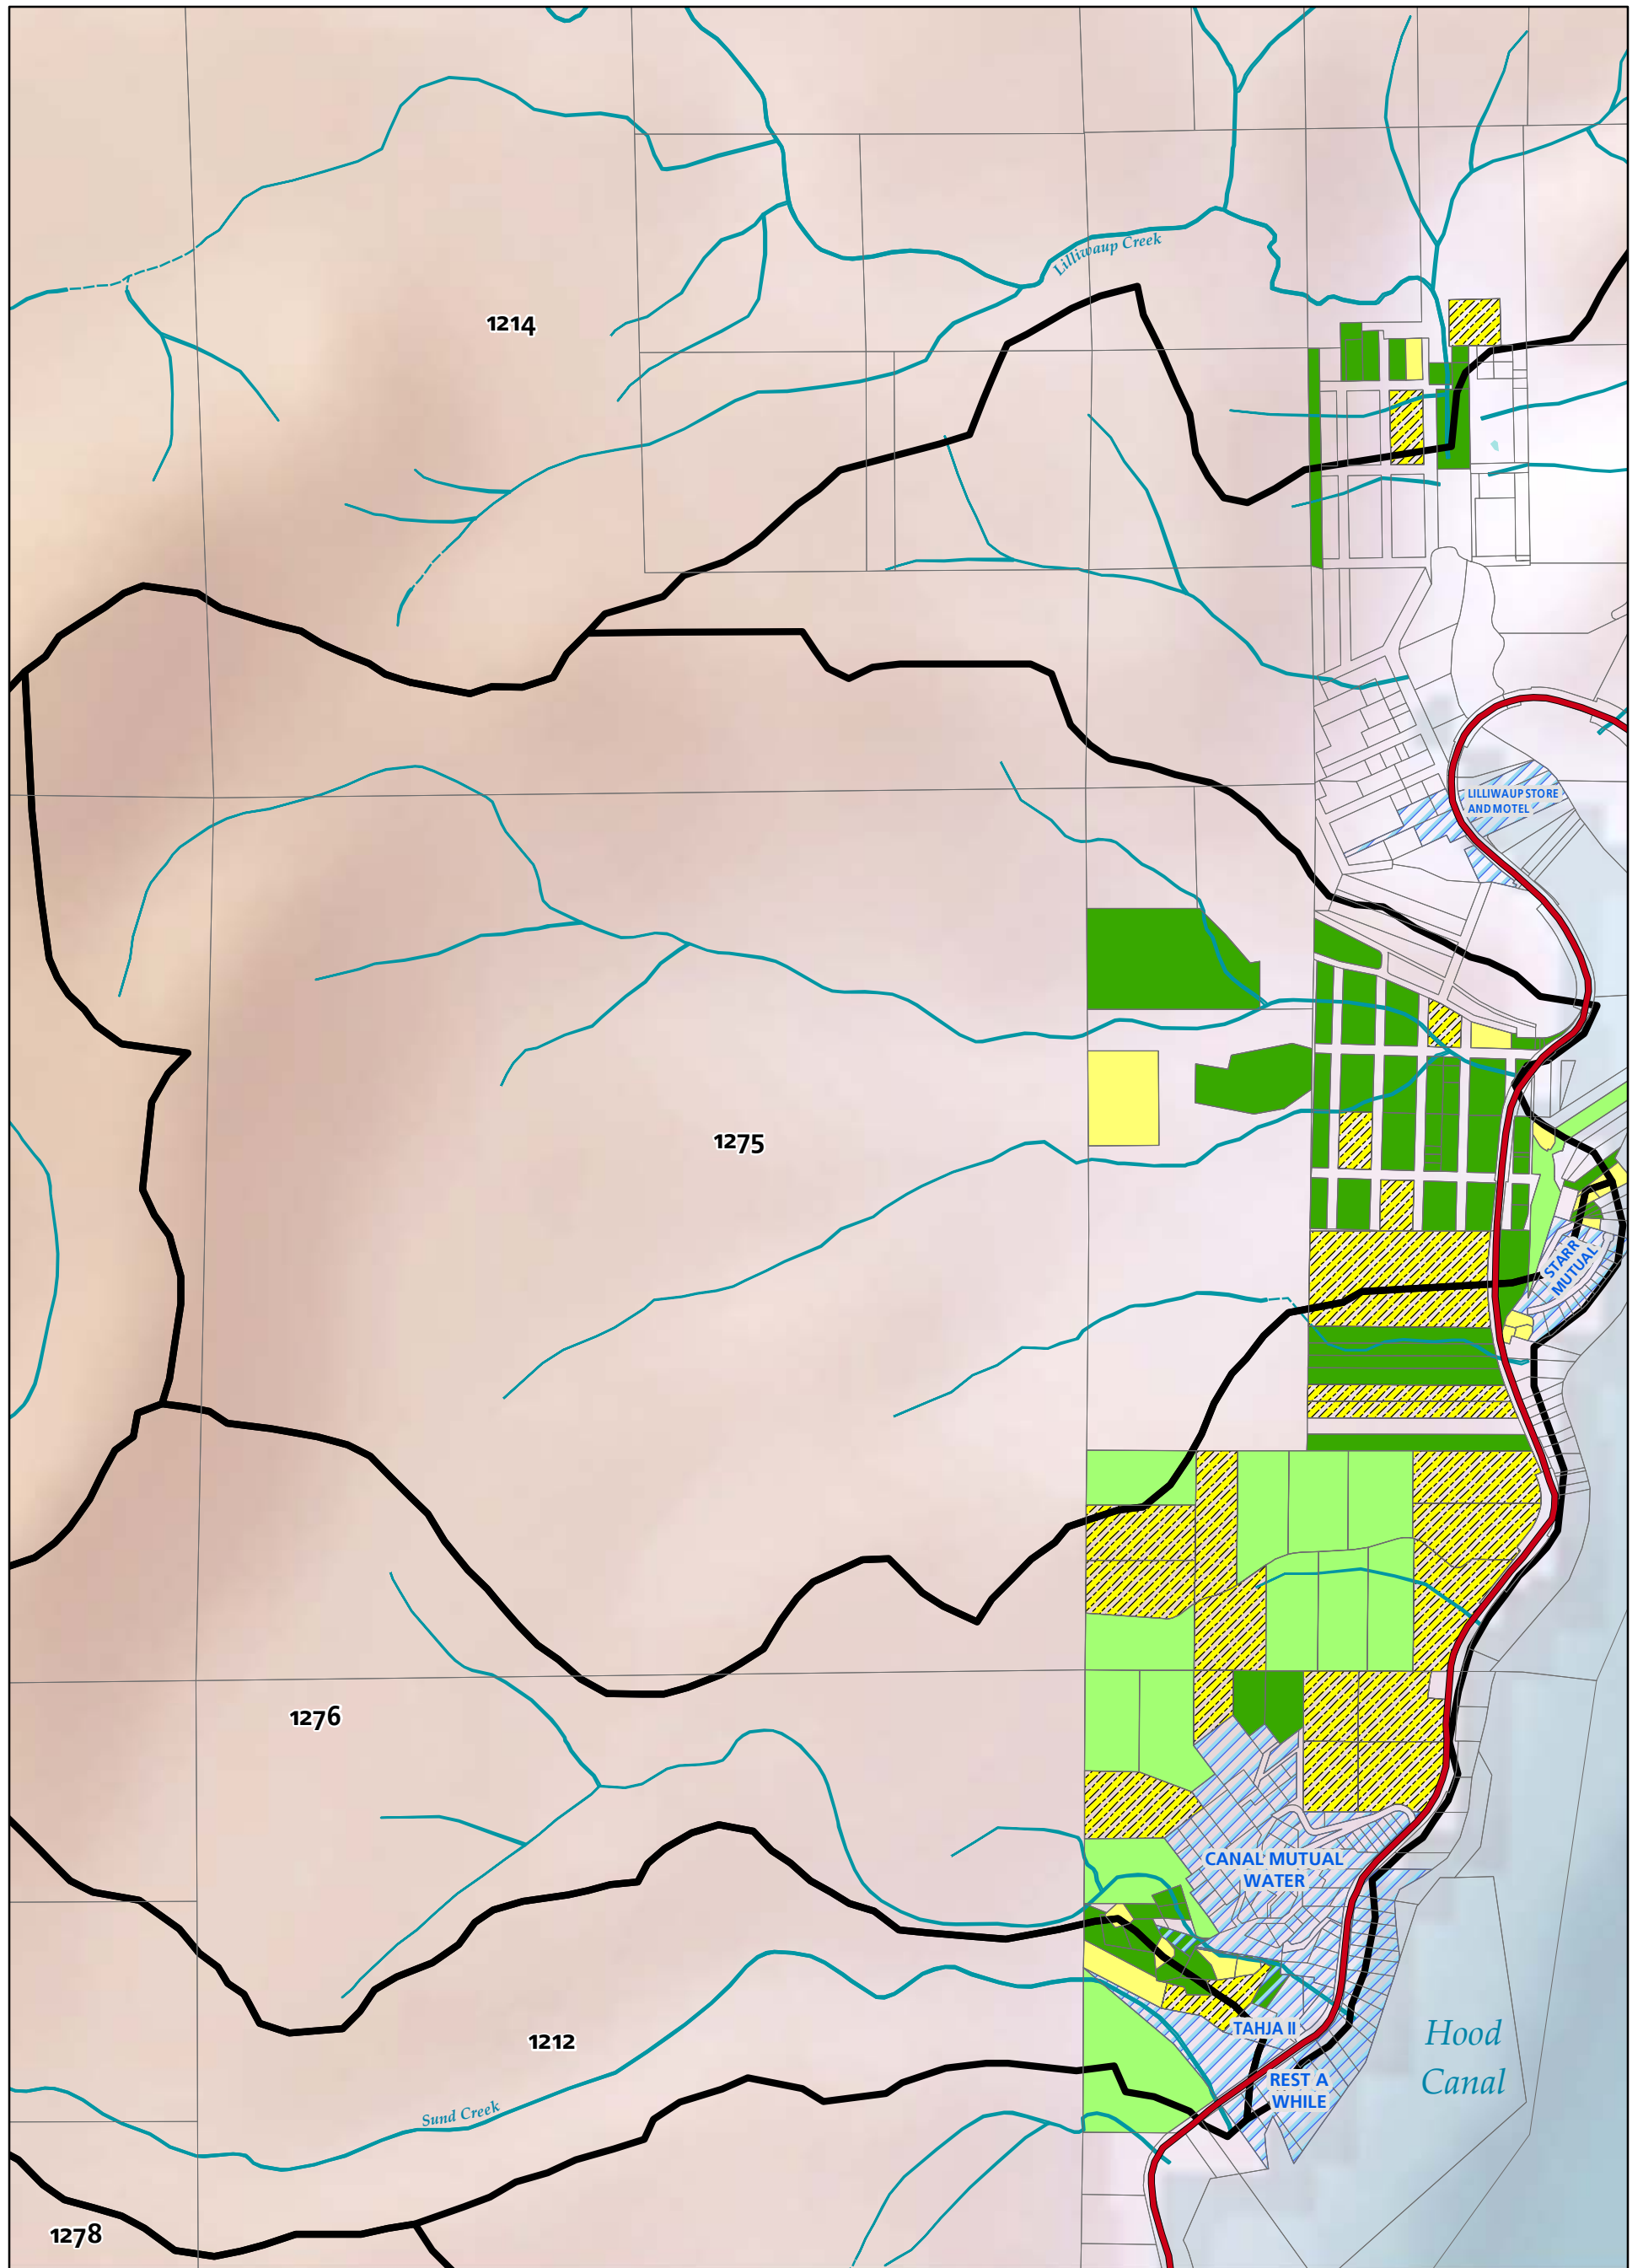 Lilliwaup Creek
1214
LILLIWAUP STORE
AND MOTEL
1275
STARR
MUTUAL
1276
CANAL MUTUAL
WATER
1212
TAHJA II
Hood
Canal
REST A
WHILE
Sund Creek
1278